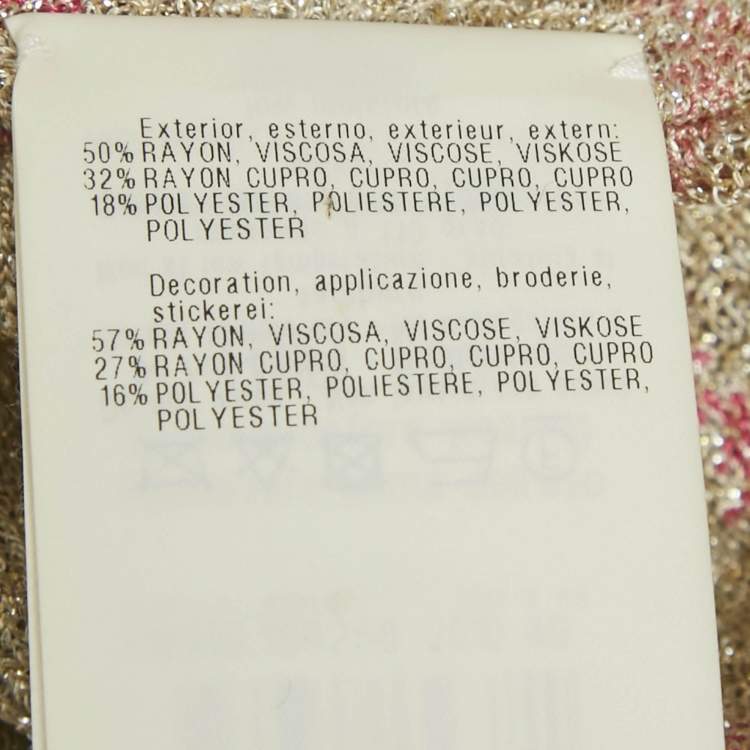 Exterior, esterno, exterieur, extern:
50% RAYON, VISCOSA, VISCOSE, VISKOSE
32% RAYON CUPRO, CUPRO, CUPRO, CUPRO
18% POLYESTER, POLIESTERE, POLYESTER,
POLYESTER
Decoration, applicazione, broderie,
stickerei:
57% RAYON, VISCOSA, VISCOSE, VISKOSE
27% RAYON CUPRO, CUPRO, CUPRO, CUPRO
16% POLYESTER, POLIESTERE, POLYESTER,
POLYESTER